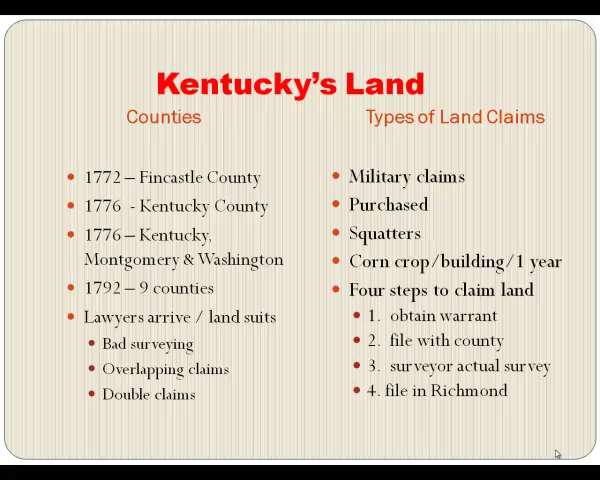 Kentucky's Land
Counties
• 1772 – Fincastle County
• 1776 - Kentucky County
• 1776 – Kentucky,
Montgomery & Washington
• 1792 – 9 counties
• Lawyers arrive / land suits
• Bad surveying
• Overlapping claims
• Double claims
Types of Land Claims
• Military claims
• Purchased
• Squatters
• Corn crop/building/1 year
• Four steps to claim land
• 1. obtain warrant
• 2. file with county
• 3. surveyor actual survey
• 4. file in Richmond